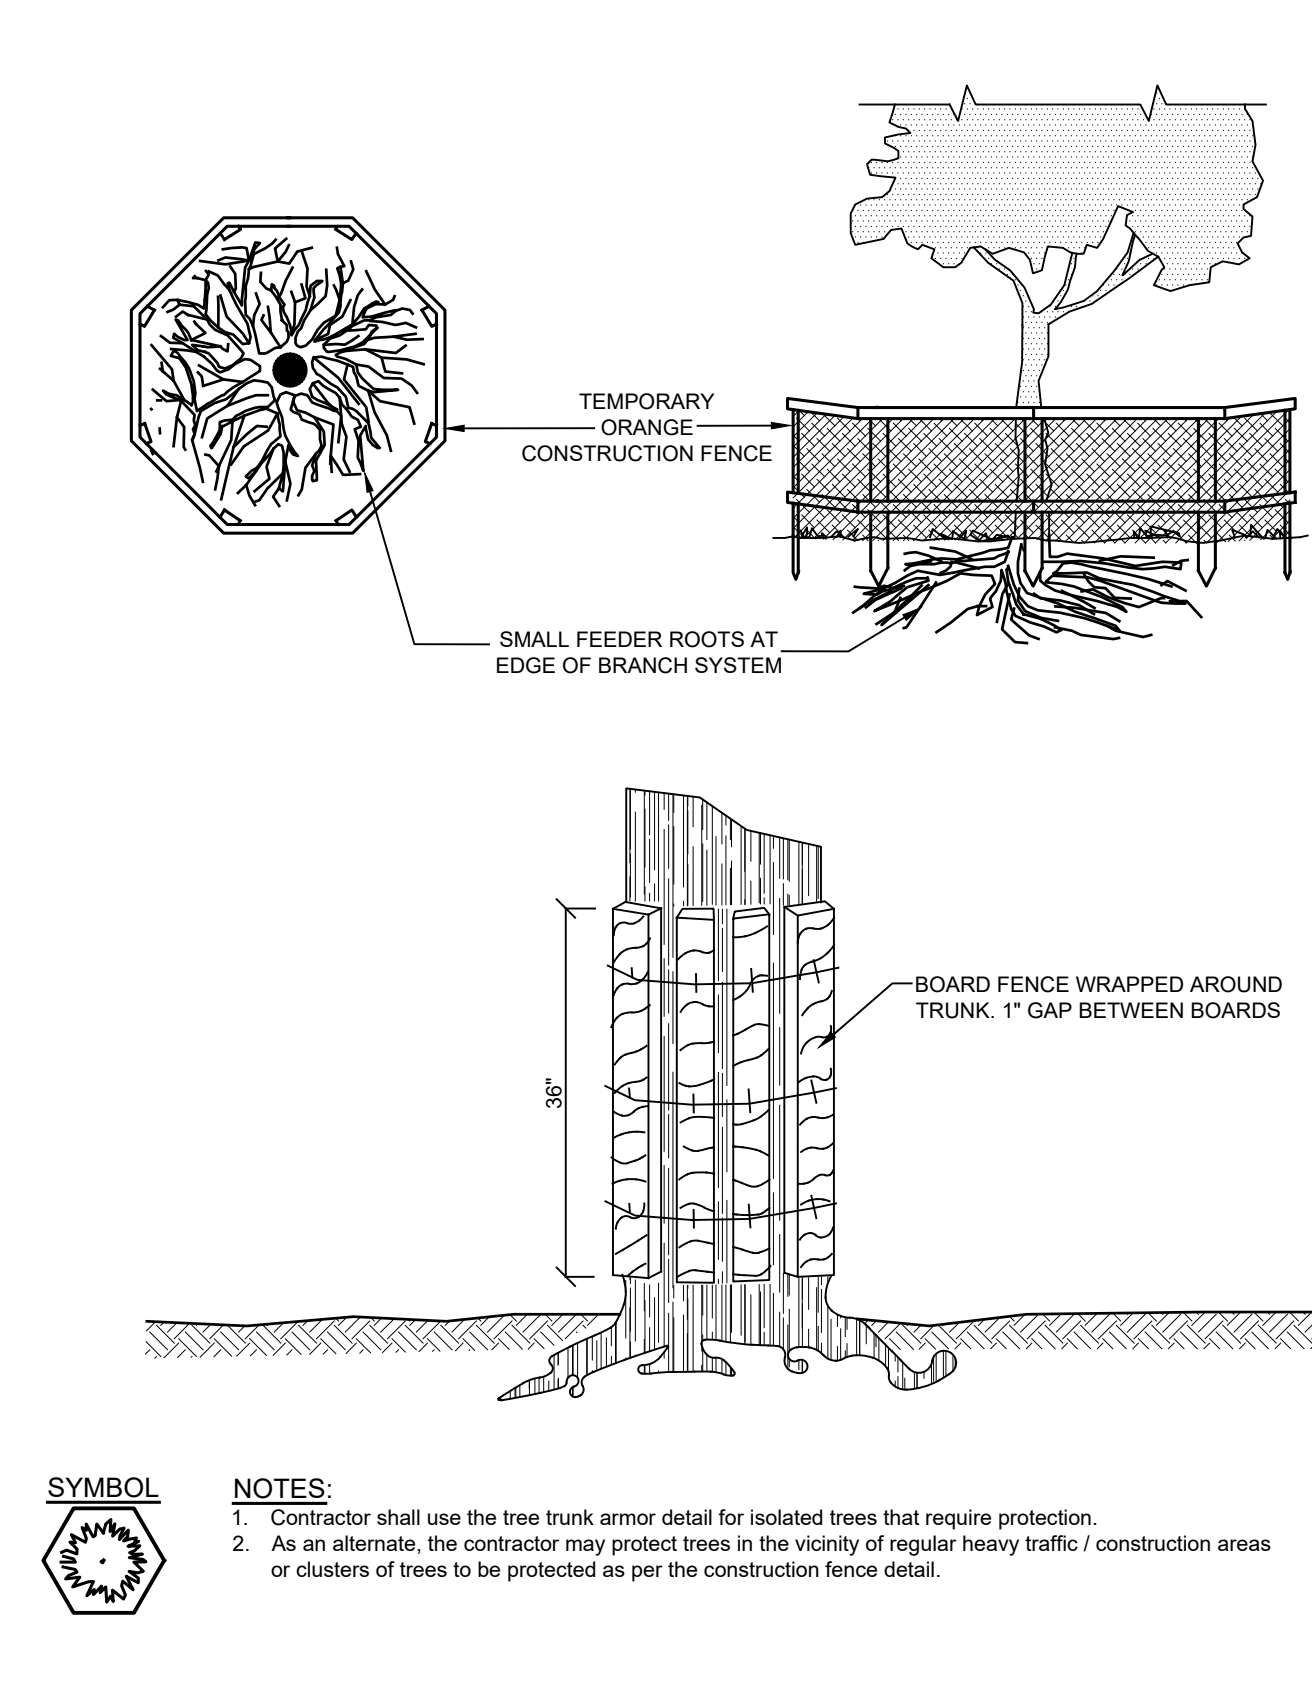 TEMPORARY
ORANGE
CONSTRUCTION FENCE
SMALL FEEDER ROOTS AT
EDGE OF BRANCH SYSTEM
BOARD FENCE WRAPPED AROUND
TRUNK. 1" GAP BETWEEN BOARDS
36"
SYMBOL
NOTES:
1. Contractor shall use the tree trunk armor detail for isolated trees that require protection.
2. As an alternate, the contractor may protect trees in the vicinity of regular heavy traffic / construction areas
or clusters of trees to be protected as per the construction fence detail.